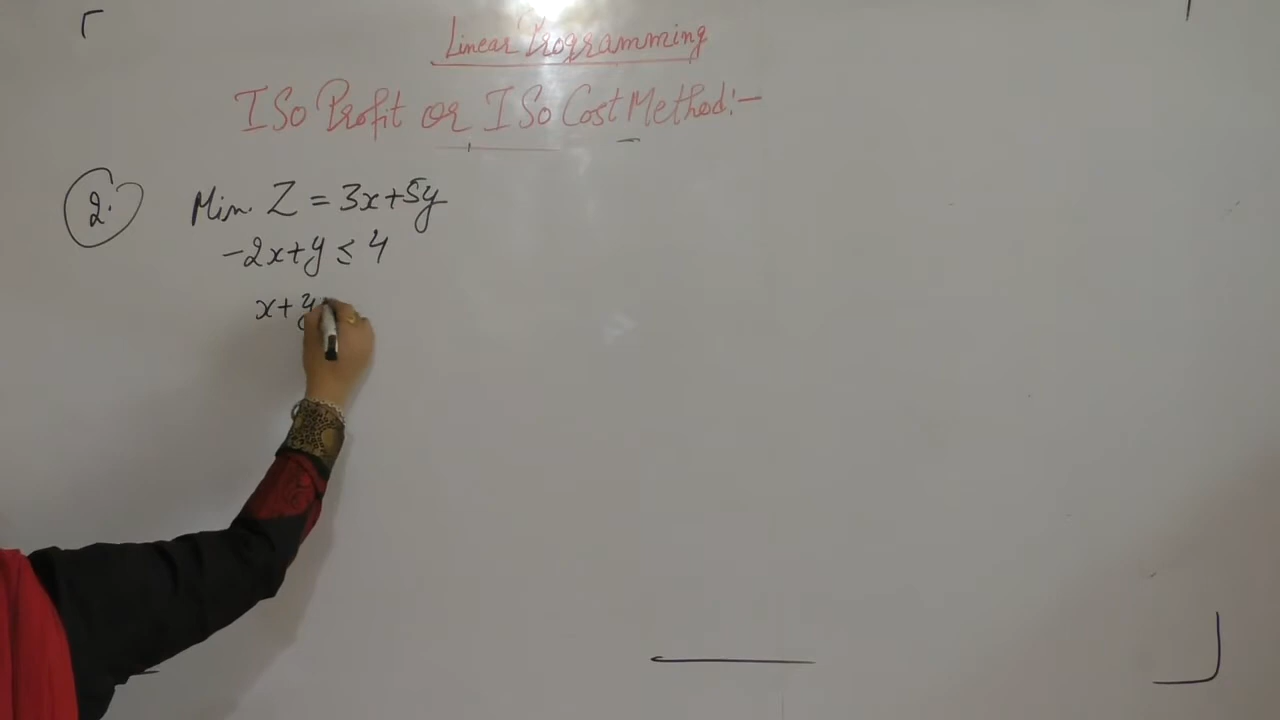 Linear Programming
ISo Profit or ISo Cost Method:-
2. Min. Z = 3x+5y
-2x+y ≤ 4
x+y